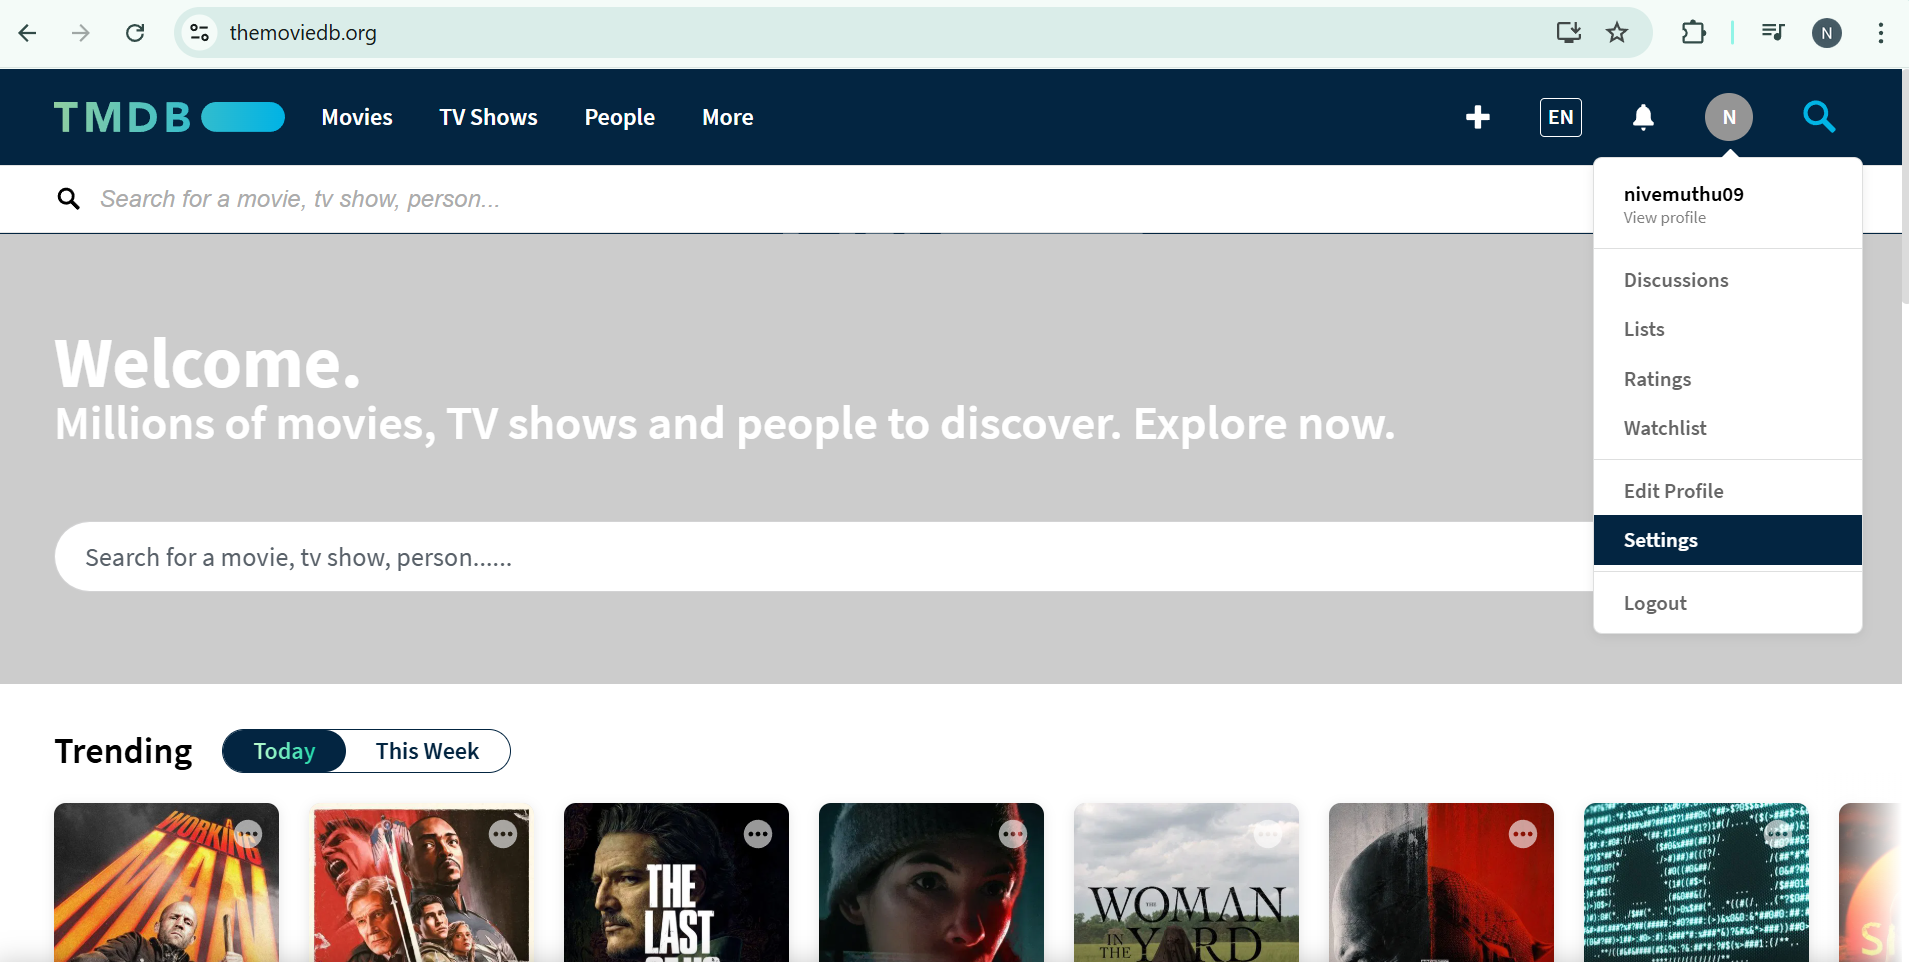 themoviedb.org
N
TMDB
Movies
TV Shows
People
More
EN
N
Search for a movie, tv show, person...
nivemuthu09
View profile
Discussions
Lists
Ratings
Watchlist
Edit Profile
Settings
Logout
Welcome.
Millions of movies, TV shows and people to discover. Explore now.
Search for a movie, tv show, person......
Trending
Today
This Week
A
WORKING
MAN
THE
LAST
THE
WOMAN
IN THE YARD